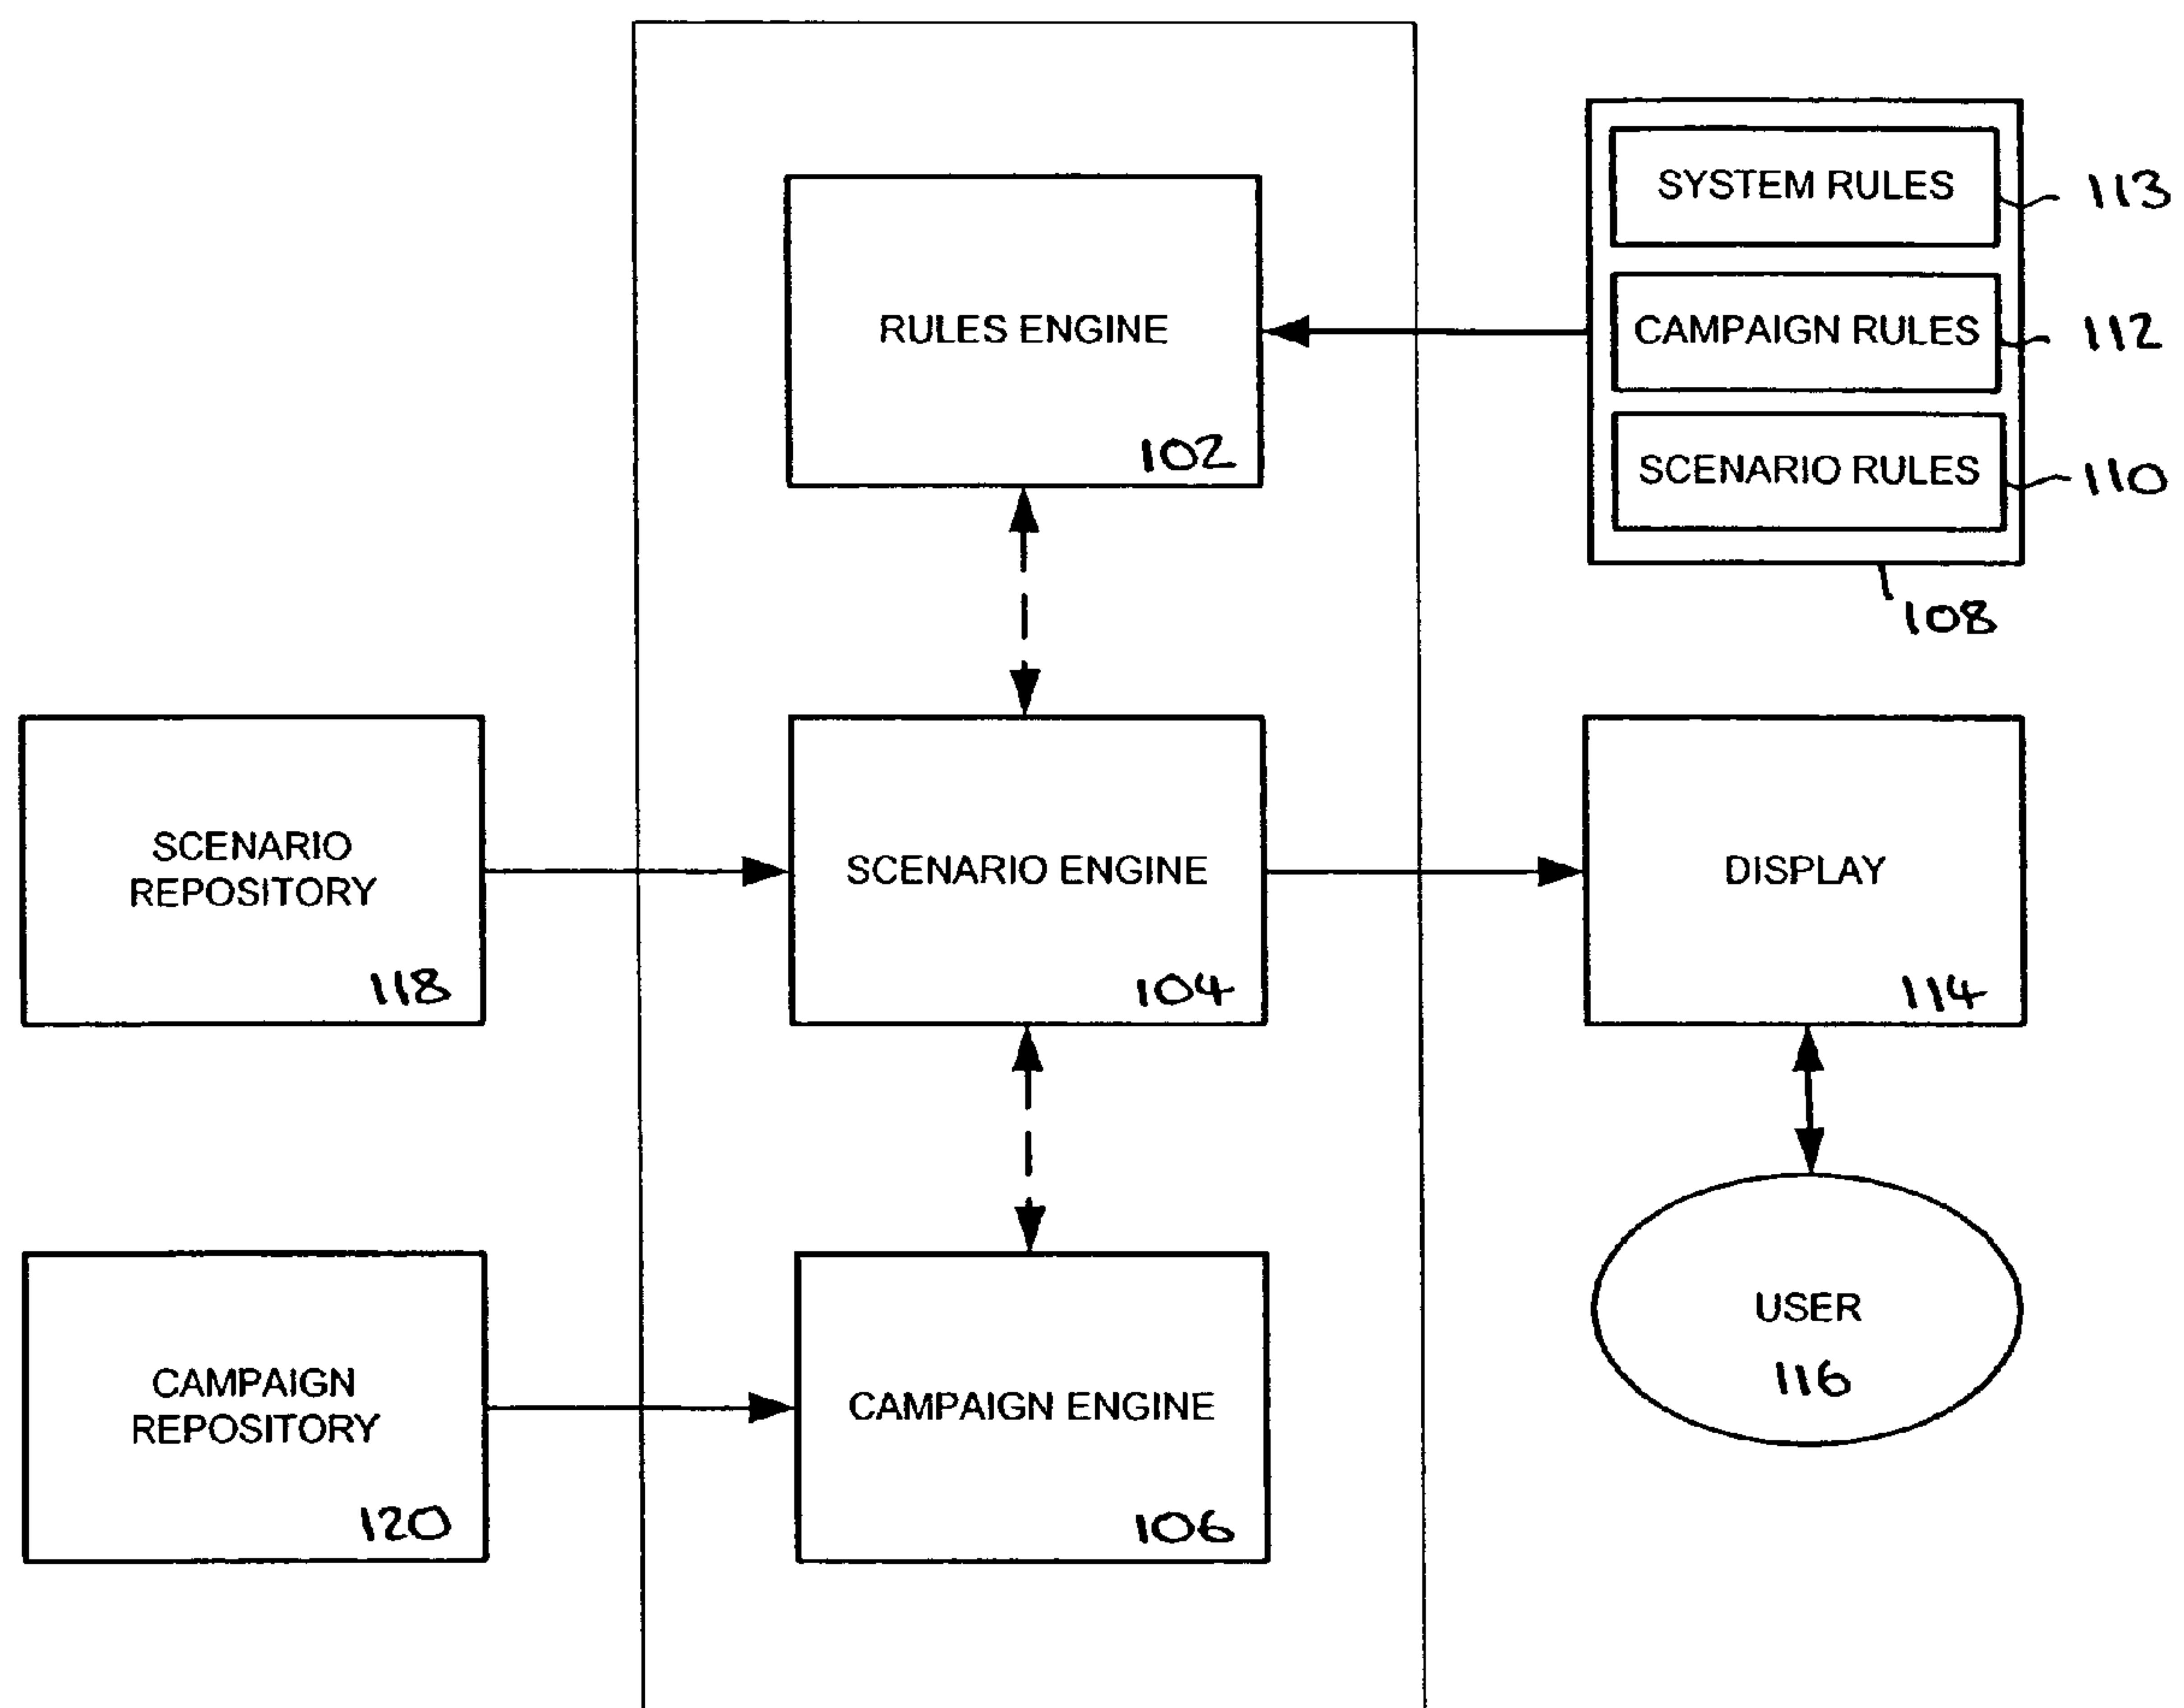 SYSTEM RULES
113
RULES ENGINE
102
CAMPAIGN RULES
112
SCENARIO RULES
110
108
SCENARIO
REPOSITORY
118
SCENARIO ENGINE
104
DISPLAY
114
CAMPAIGN
REPOSITORY
120
CAMPAIGN ENGINE
106
USER
116